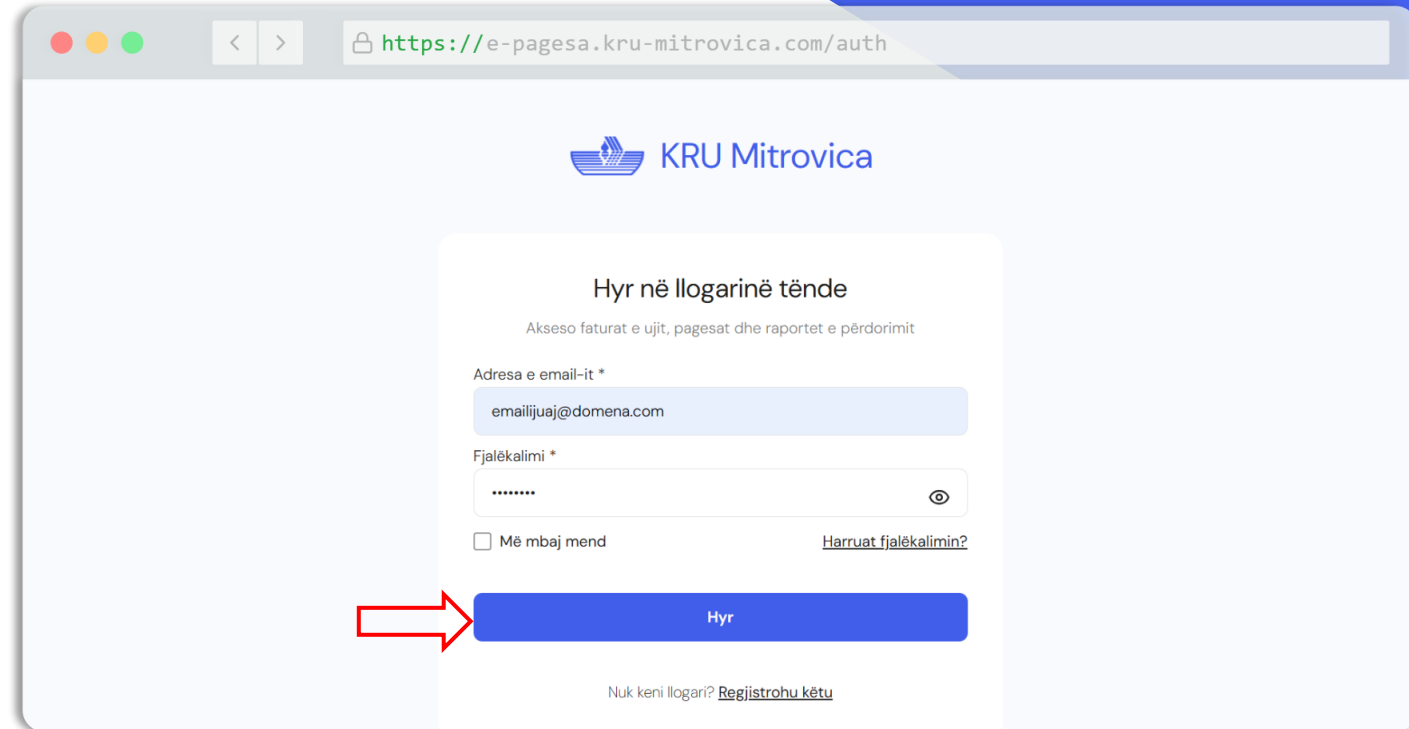 https://e-pagesa.kru-mitrovica.com/auth
KRU Mitrovica
Hyr në llogarinë tënde
Akseso faturat e ujit, pagesat dhe raportet e përdorimit
Adresa e email-it *
emailijuaj@domena.com
Fjalëkalimi *
••••••••
Më mbaj mend
Harruat fjalëkalimin?
Hyr
Nuk keni llogari? Regjistrohu këtu